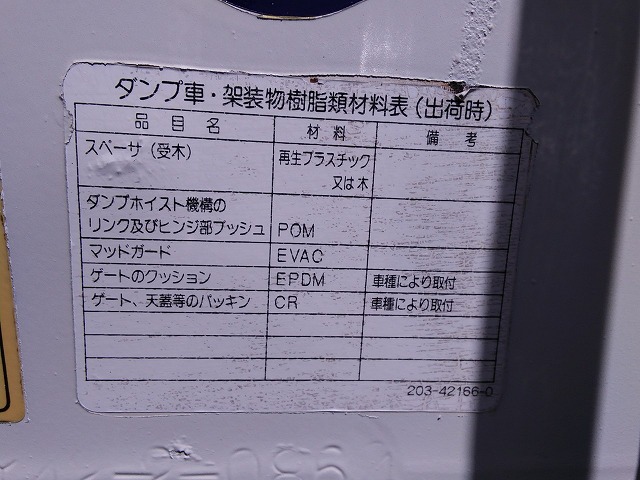 ダンプ車・架装物樹脂類材料表(出荷時)
品目名 材料 備考
スペーサ(受木) 再生プラスチック
又は木
ダンプホイスト機構の
リンク及びヒンジ部ブッシュ POM
マッドガード EVAC
ゲートのクッション EPDM 車種により取付
ゲート、天蓋等のパッキン CR 車種により取付
203-42166-0